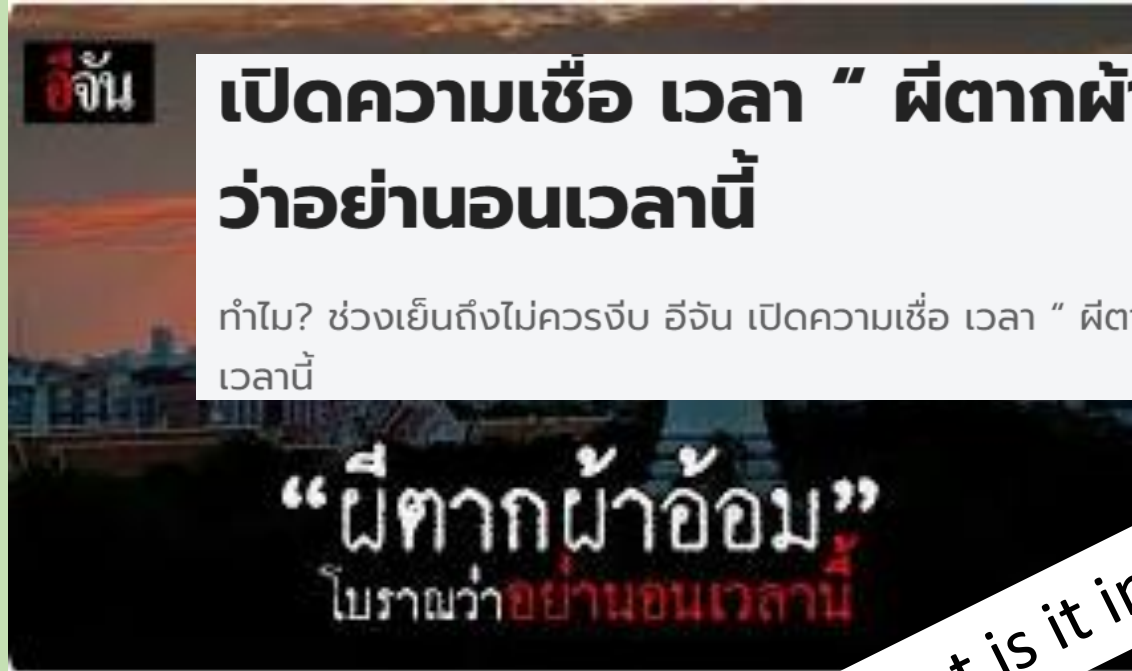 อีจัน
เปิดความเชื่อ เวลา “ ผีตากผ้า
ว่าอย่านอนเวลานี้
ทำไม? ช่วงเย็นถึงไม่ควรงีบ อีจัน เปิดความเชื่อ เวลา “ ผีตา
เวลานี้
“ผีตากผ้าอ้อม”
โบราณว่าอย่านอนเวลานี้
is it in